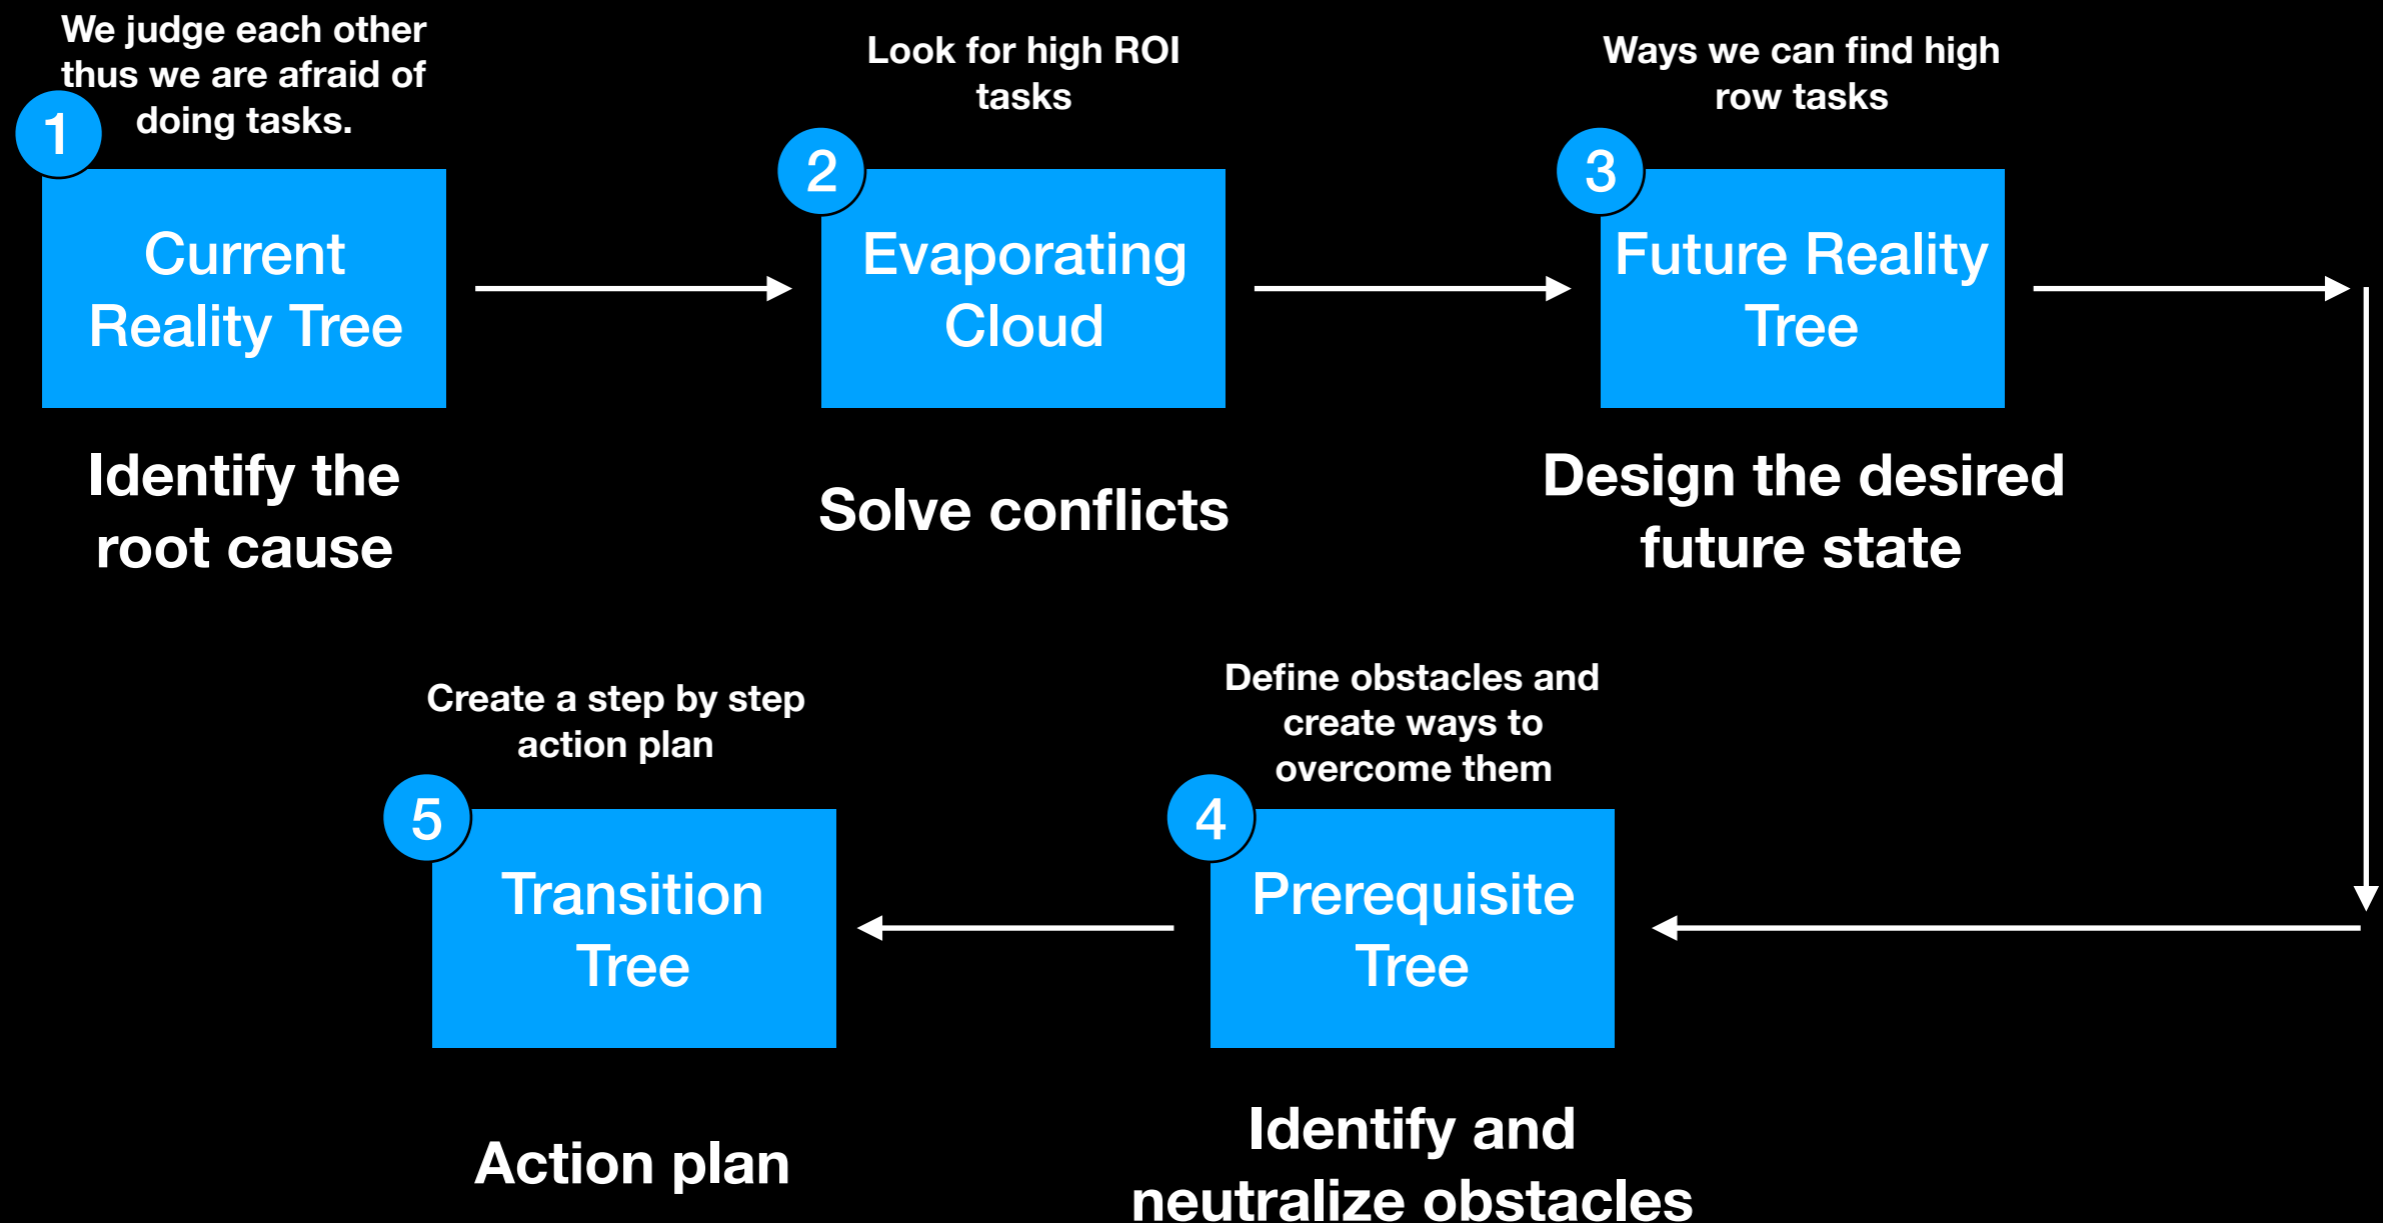 We judge each other
thus we are afraid of
doing tasks.
1
Current
Reality Tree
Identify the
root cause
Look for high ROI
tasks
2
Evaporating
Cloud
Solve conflicts
Ways we can find high
row tasks
3
Future Reality
Tree
Design the desired
future state
Define obstacles and
create ways to
overcome them
4
Prerequisite
Tree
Identify and
neutralize obstacles
Create a step by step
action plan
5
Transition
Tree
Action plan